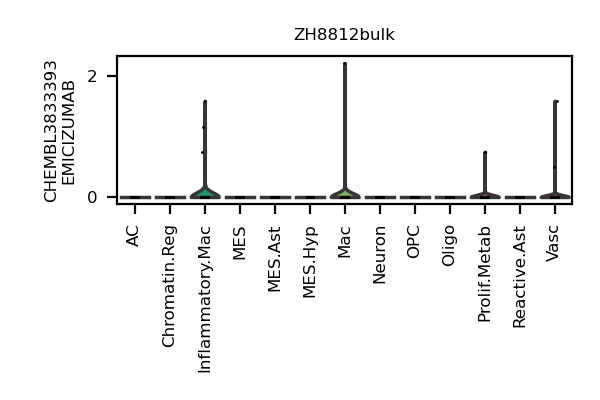 ZH8812bulk
CHEMBL3833393
EMICIZUMAB
2
0
AC
Chromatin.Reg
Inflammatory.Mac
MES
MES.Ast
MES.Hyp
Mac
Neuron
OPC
Oligo
Prolif.Metab
Reactive.Ast
Vasc